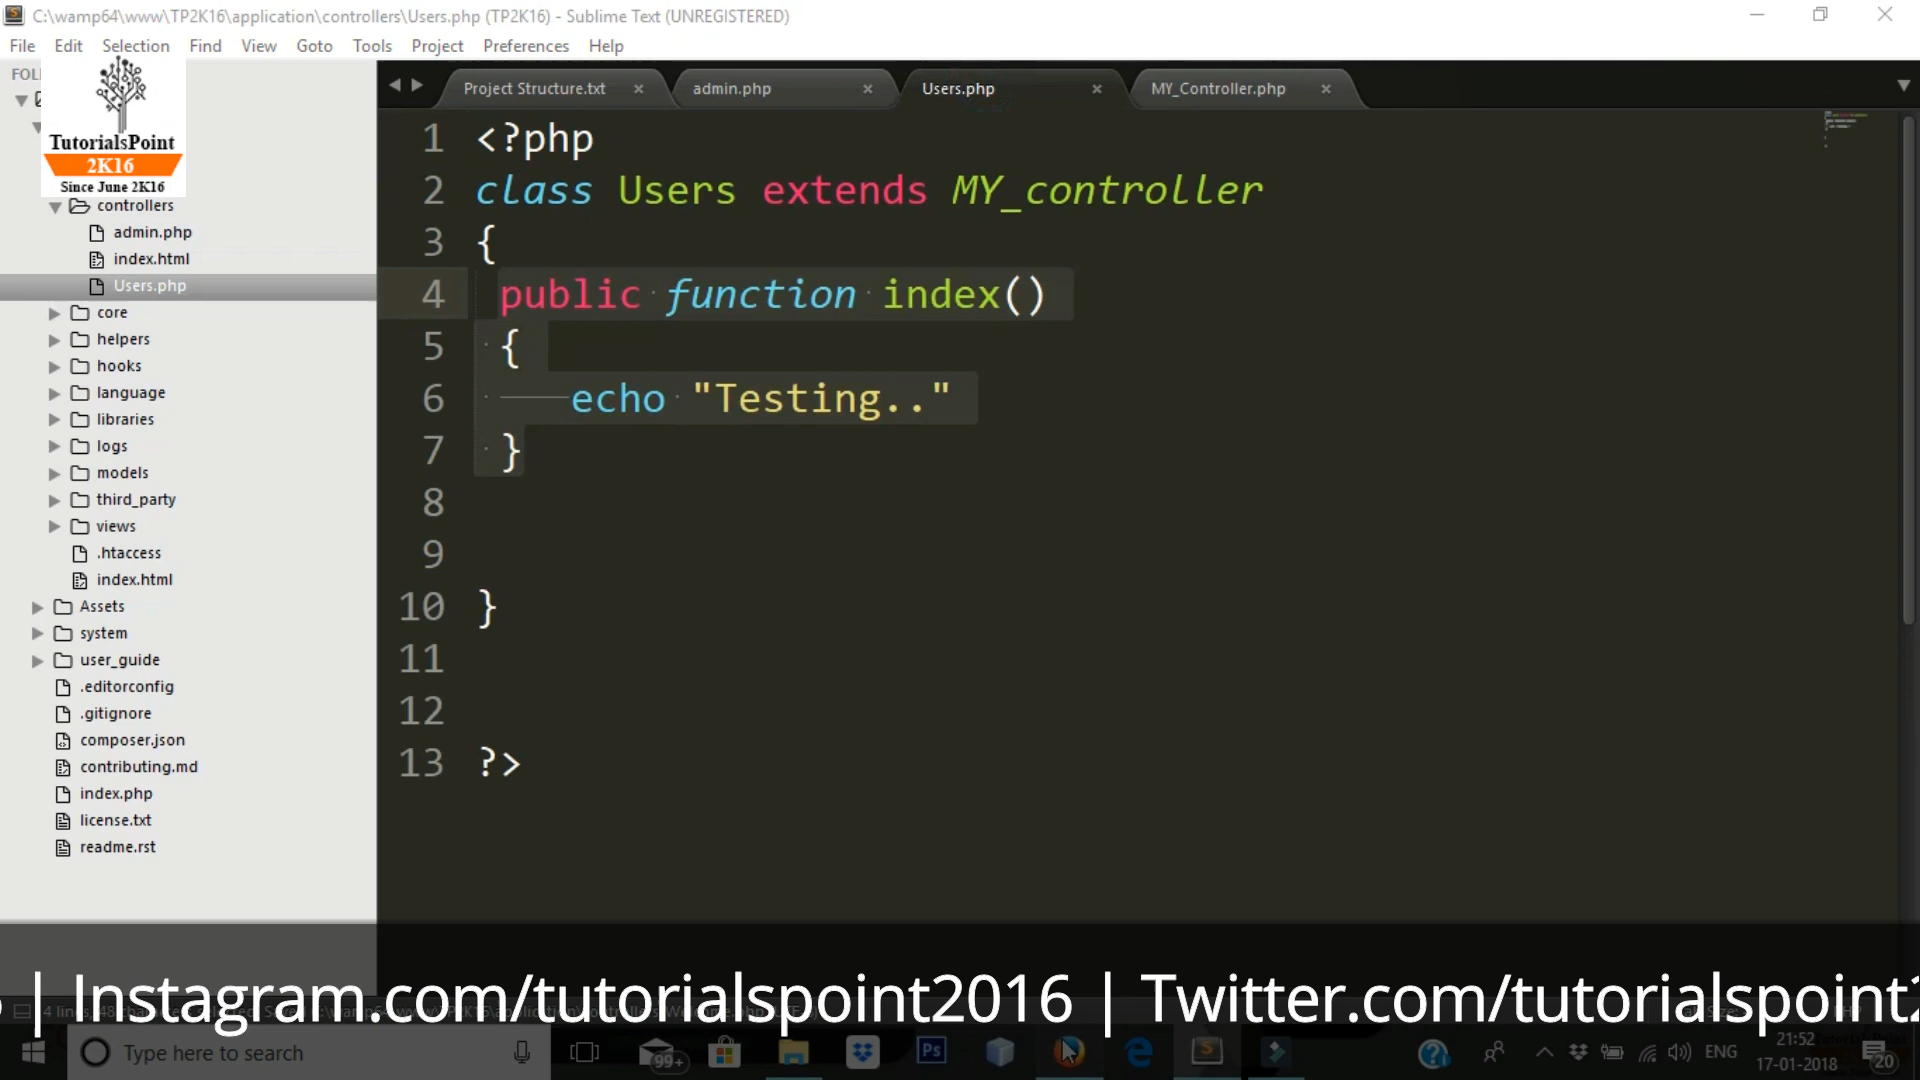 C:\wamp64\www\TP2K16\application\controllers\Users.php (TP2K16) - Sublime Text (UNREGISTERED)
File Edit Selection Find View Goto Tools Project Preferences Help
FOL
TutorialsPoint
2K16
Since June 2K16
controllers
admin.php
index.html
Users.php
core
helpers
hooks
language
libraries
logs
models
third_party
views
.htaccess
index.html
Assets
system
user_guide
.editorconfig
.gitignore
composer.json
contributing.md
index.php
license.txt
readme.rst
Project Structure.txt admin.php Users.php MY_Controller.php
1 <?php
2 class Users extends MY_controller
3 {
4 public function index()
5 {
6 echo "Testing.."
7 }
8
9
10 }
11
12
13 ?>
| Instagram.com/tutorialspoint2016 | Twitter.com/tutorialspoint
Type here to search
99+
Ps
ENG
21:52
17-01-2018
20